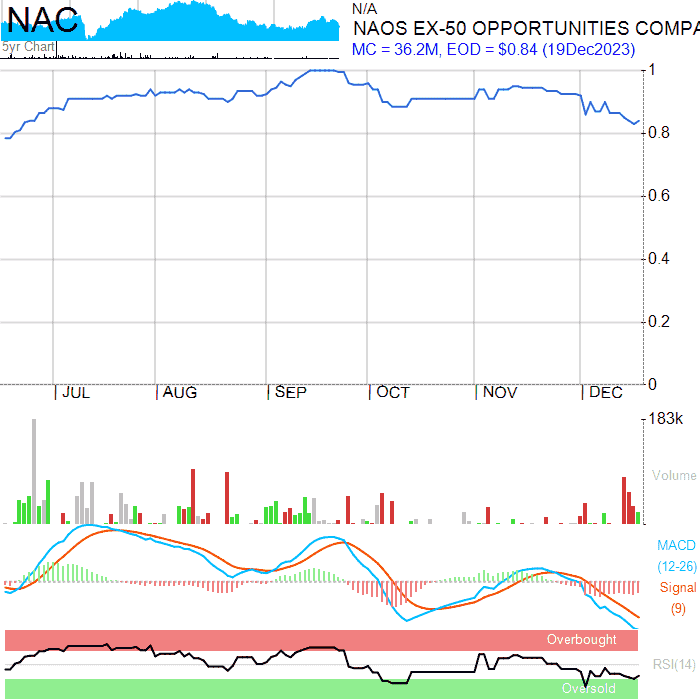 NAC
5yr Chart
N/A
NAOS EX-50 OPPORTUNITIES COMPA
MC = 36.2M, EOD = $0.84 (19Dec2023)
1
0.8
0.6
0.4
0.2
0
JUL AUG SEP OCT NOV DEC
183k
Volume
MACD
(12-26)
Signal
(9)
Overbought
RSI(14)
Oversold